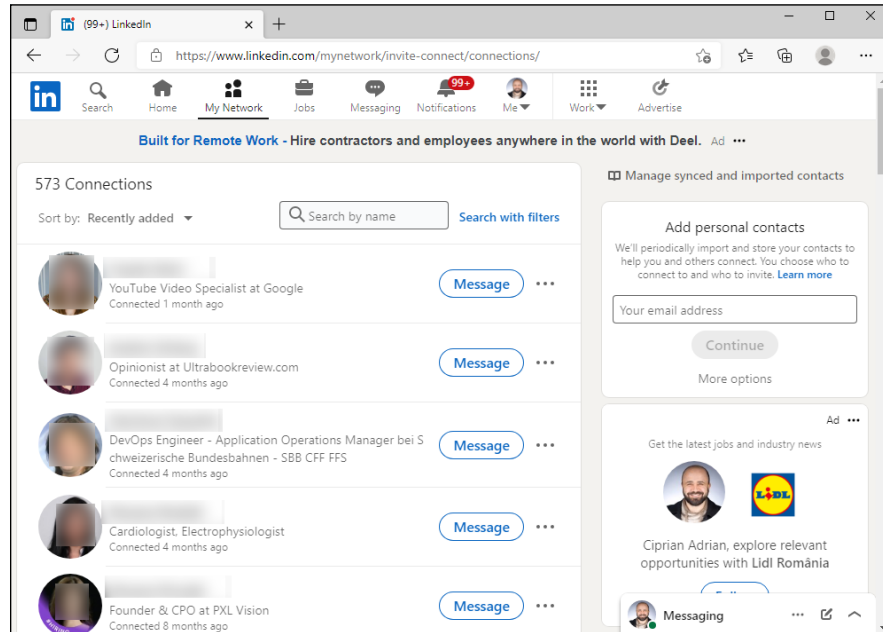 (99+) LinkedIn
https://www.linkedin.com/mynetwork/invite-connect/connections/
in
Search
Home
My Network
Jobs
Messaging
99+
Notifications
Me
Work
Advertise
Built for Remote Work - Hire contractors and employees anywhere in the world with Deel. Ad
573 Connections
Sort by: Recently added
Search by name
Search with filters
YouTube Video Specialist at Google
Connected 1 month ago
Message
Opinionist at Ultrabookreview.com
Connected 4 months ago
Message
DevOps Engineer - Application Operations Manager bei S
chweizerische Bundesbahnen - SBB CFF FFS
Connected 4 months ago
Message
Cardiologist, Electrophysiologist
Connected 4 months ago
Message
Founder & CPO at PXL Vision
Connected 8 months ago
Message
Manage synced and imported contacts
Add personal contacts
We'll periodically import and store your contacts to
help you and others connect. You choose who to
connect to and who to invite. Learn more
Your email address
Continue
More options
Ad
Get the latest jobs and industry news
LIDL
Ciprian Adrian, explore relevant
opportunities with Lidl România
Messaging